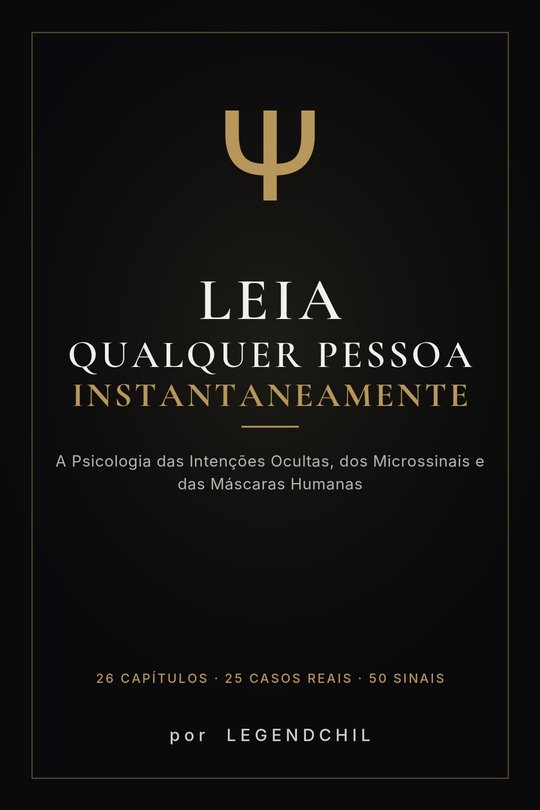 Ψ
LEIA
QUALQUER PESSOA
INSTANTANEAMENTE
A Psicologia das Intenções Ocultas, dos Microssinais e
das Máscaras Humanas
26 CAPÍTULOS · 25 CASOS REAIS · 50 SINAIS
por LEGENDCHIL